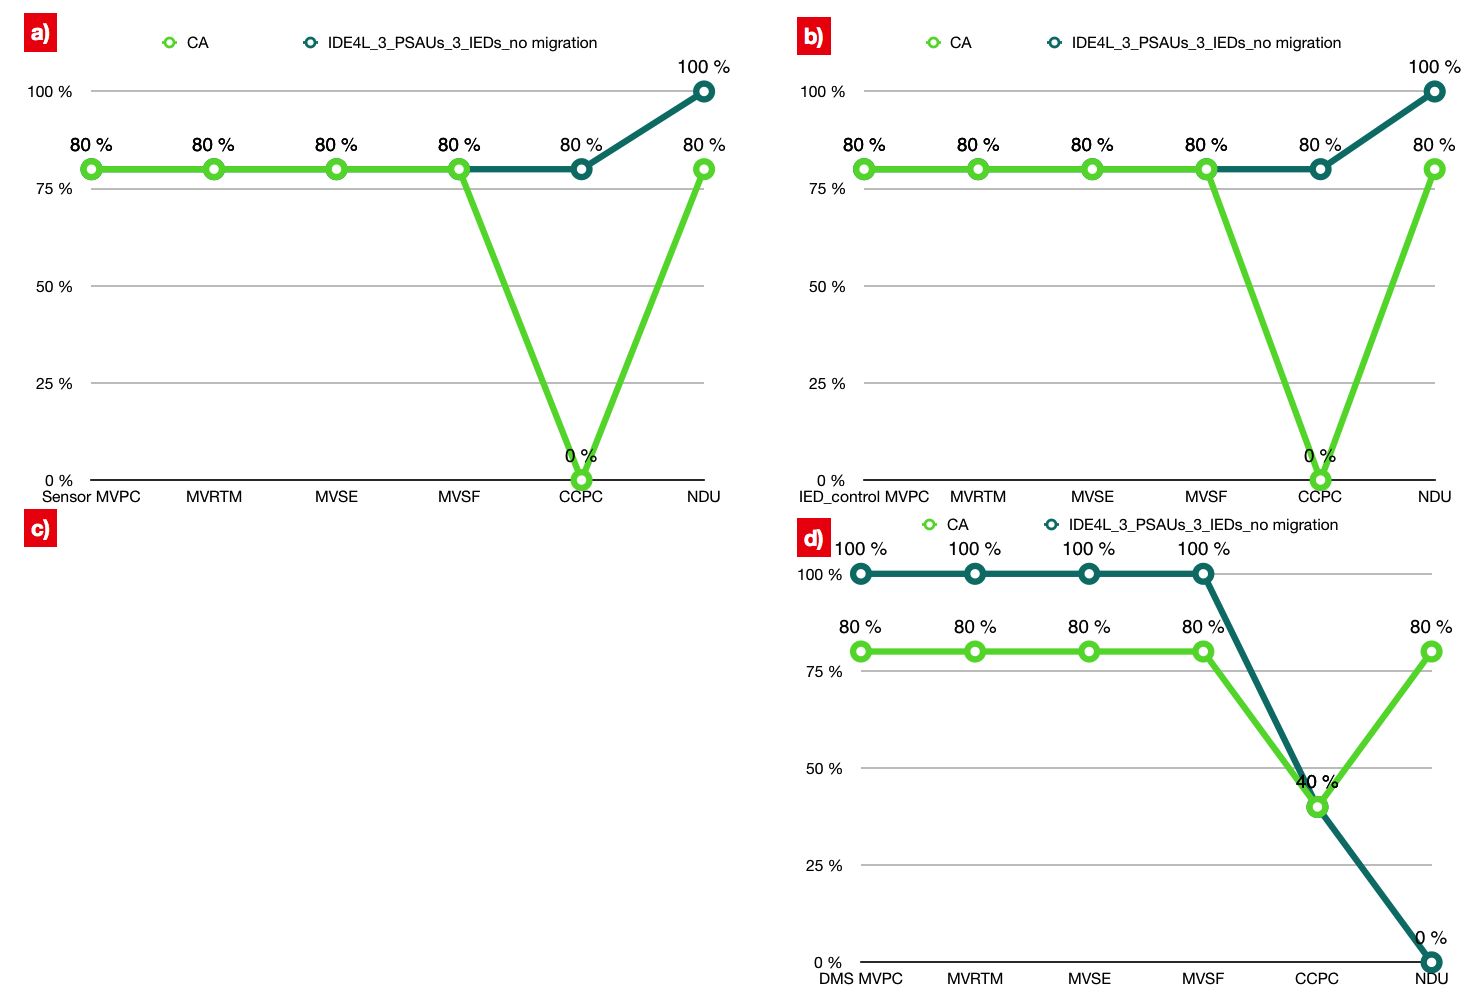 a)
CA
IDE4L_3_PSAUs_3_IEDs_no migration
100 %
100 %
80 %
80 %
80 %
80 %
80 %
80 %
75 %
50 %
25 %
0 %
0 %
Sensor MVPC
MVRTM
MVSE
MVSF
CCPC
NDU
b)
CA
IDE4L_3_PSAUs_3_IEDs_no migration
100 %
100 %
80 %
80 %
80 %
80 %
80 %
80 %
75 %
50 %
25 %
0 %
0 %
IED_control MVPC
MVRTM
MVSE
MVSF
CCPC
NDU
c)
d)
CA
IDE4L_3_PSAUs_3_IEDs_no migration
100 %
100 %
100 %
100 %
100 %
80 %
80 %
80 %
80 %
80 %
75 %
50 %
40 %
25 %
0 %
0 %
DMS MVPC
MVRTM
MVSE
MVSF
CCPC
NDU